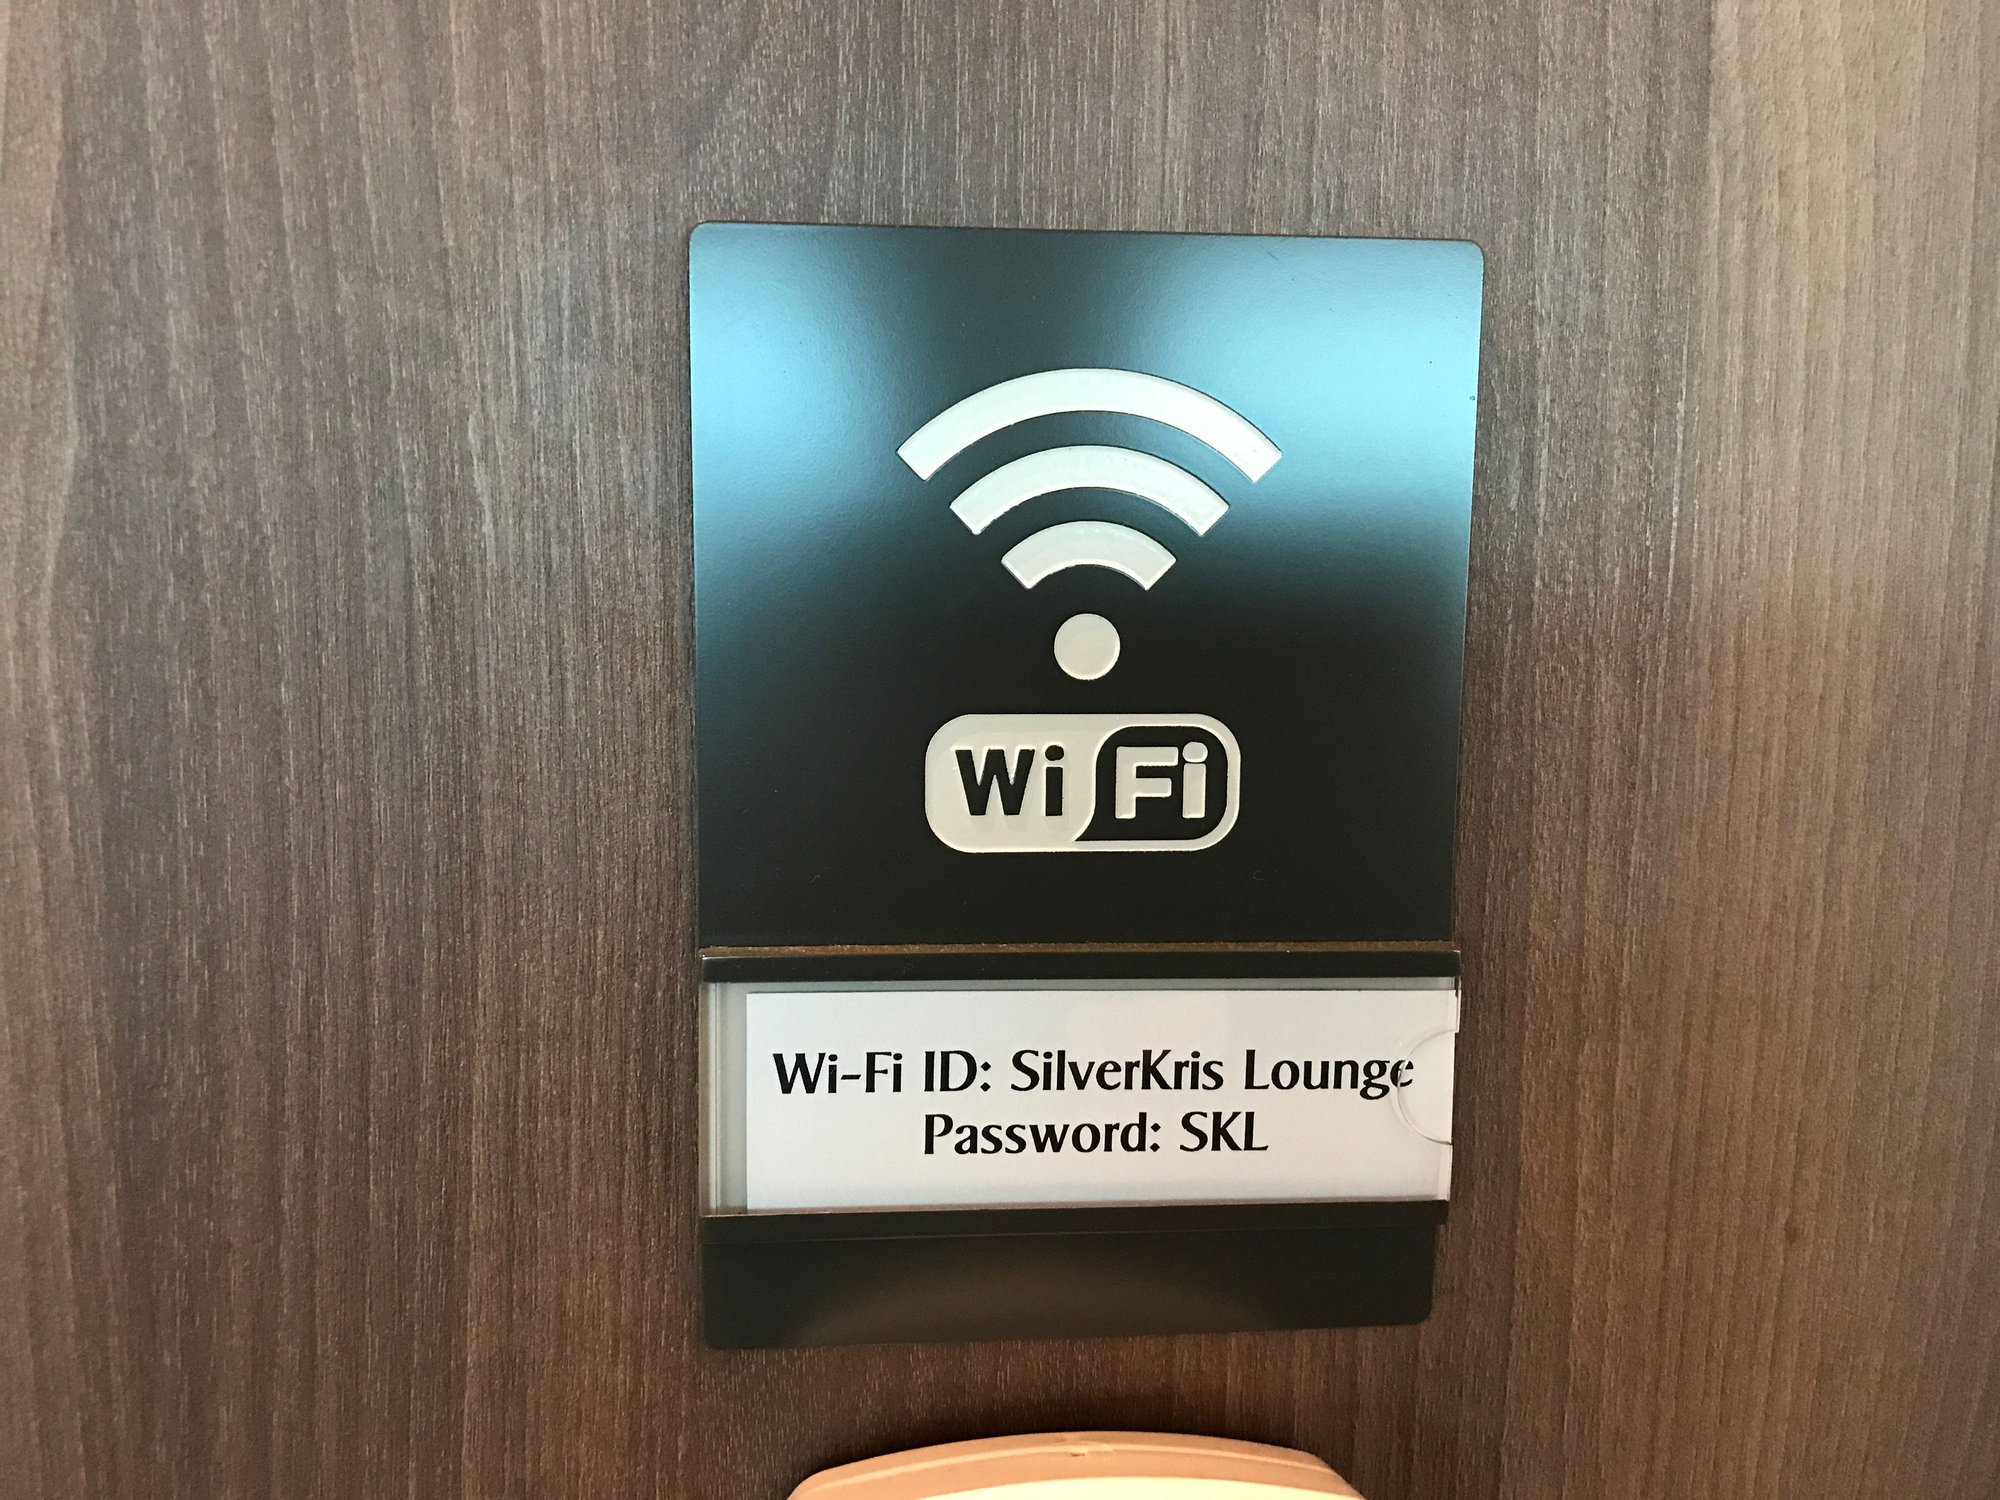 Wi Fi
Wi-Fi ID: SilverKris Lounge
Password: SKL